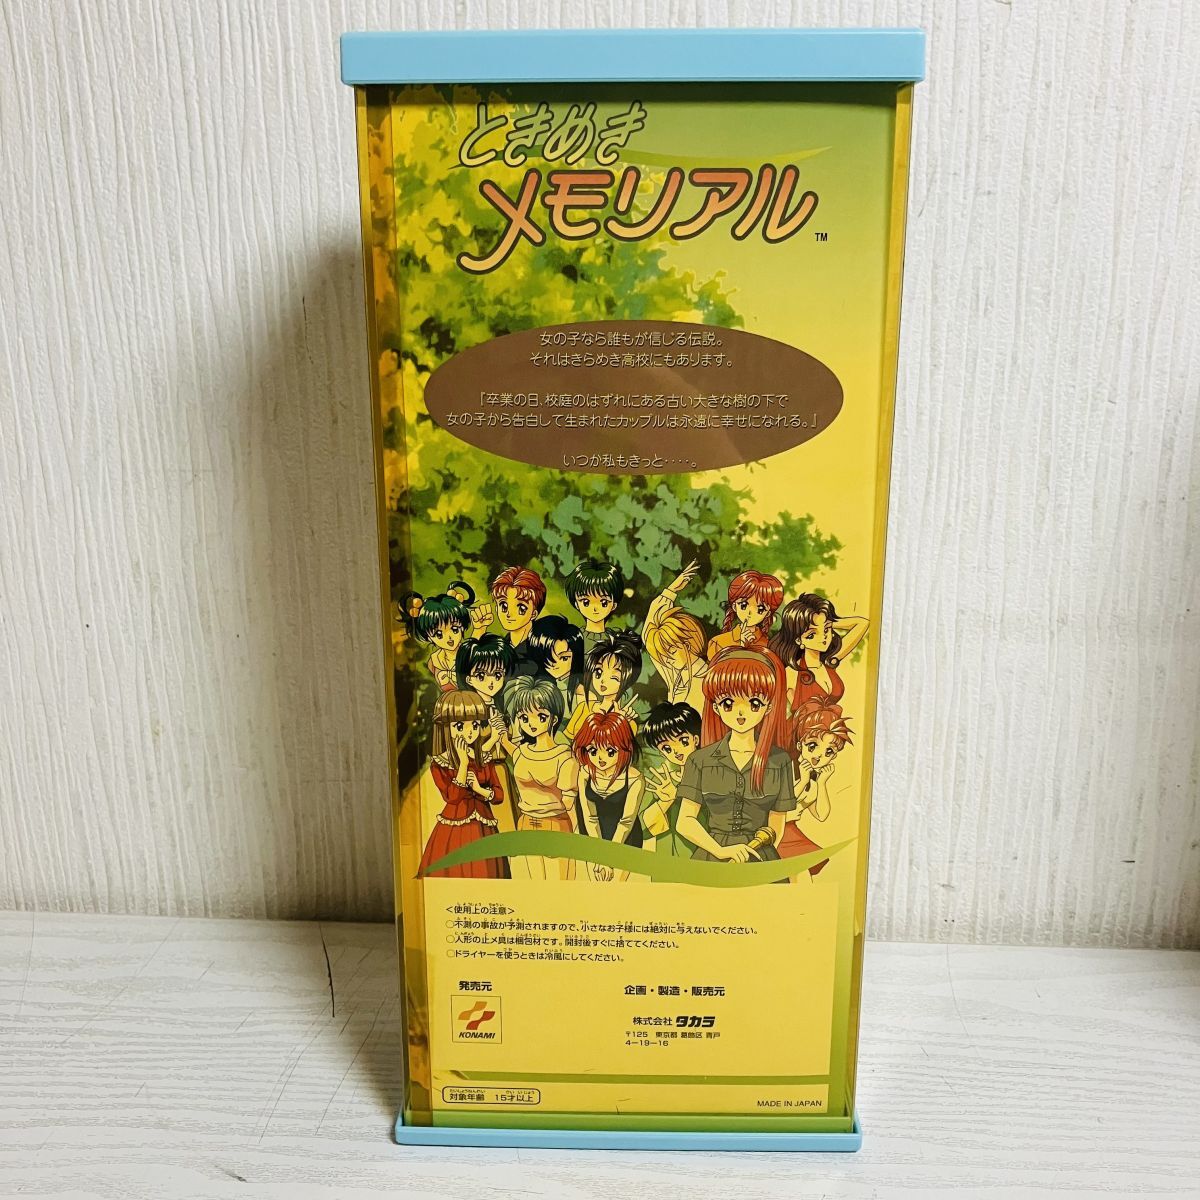 ときめき
メモリアル
TM
女の子なら誰もが信じる伝説。
それはきらめき高校にもあります。
『卒業の日、校庭のはずれにある古い大きな樹の下で
女の子から告白して生まれたカップルは永遠に幸せになれる。』
いつか私もきっと‥‥。
<使用上の注意>
○不測の事故が予測されますので、小さなお子様には絶対に与えないでください。
○人形の止メ具は梱包材です。開封後すぐに捨ててください。
○ドライヤーを使うときは冷風にしてください。
発売元
KONAMI
企画・製造・販売元
株式会社 タカラ
〒125 東京都 葛飾区 青戸
4-19-16
対象年齢 15才以上
MADE IN JAPAN